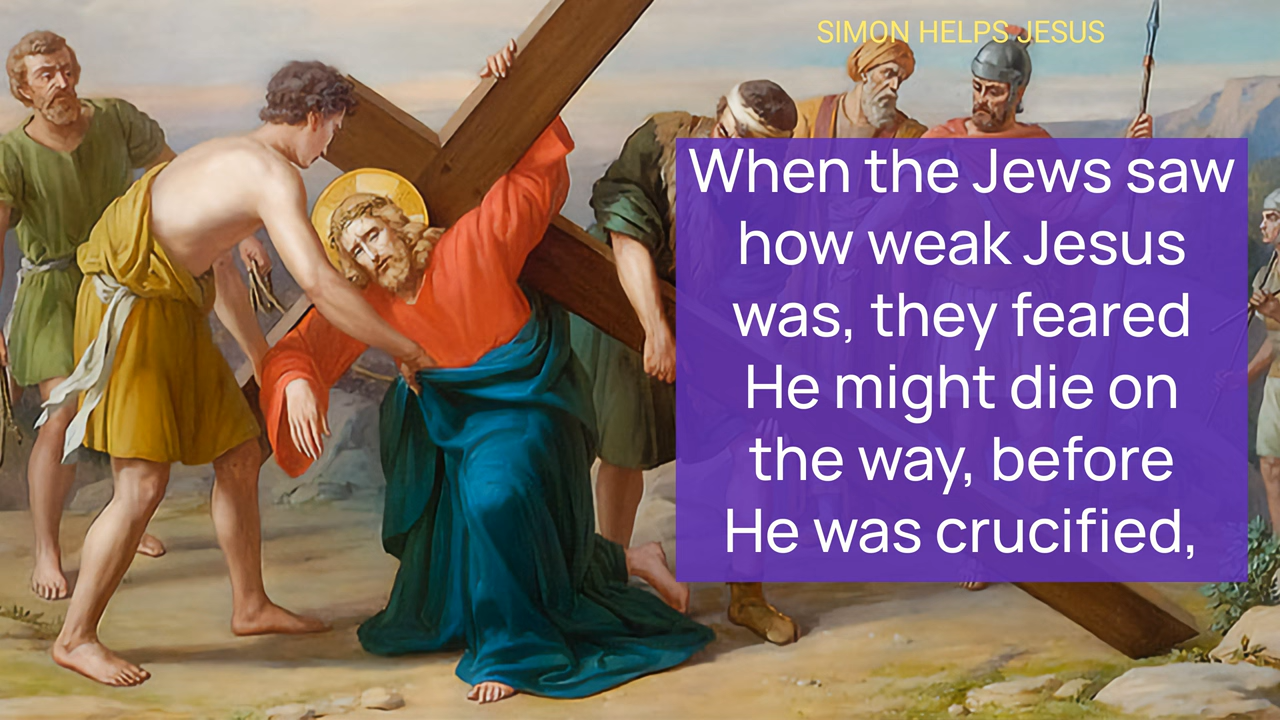 SIMON HELPS JESUS
When the Jews saw
how weak Jesus
was, they feared
He might die on
the way, before
He was crucified,